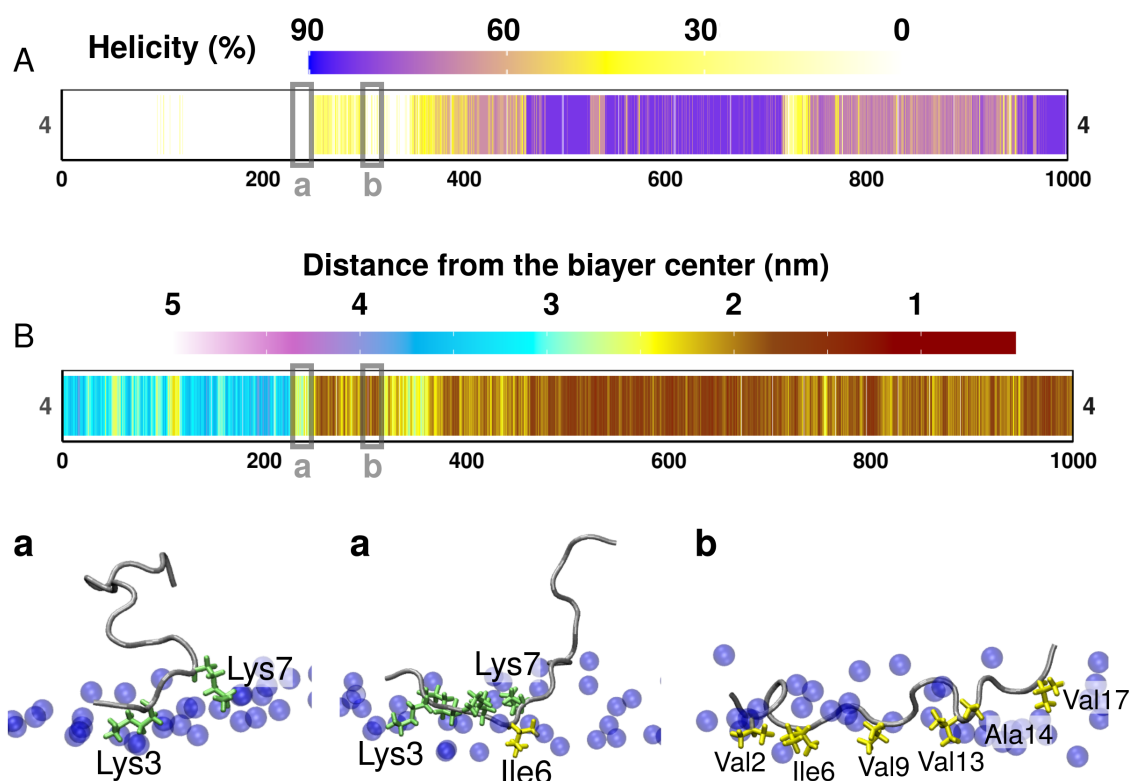 A
Helicity (%)
90 60 30 0
4 4
0 200 400 600 800 1000
a b
Distance from the biayer center (nm)
5 4 3 2 1
B
4 4
0 200 400 600 800 1000
a b
a a b
Lys7
Lys3
Lys7
Lys3
Ile6
Val17
Ala14
Val2 Ile6 Val9 Val13